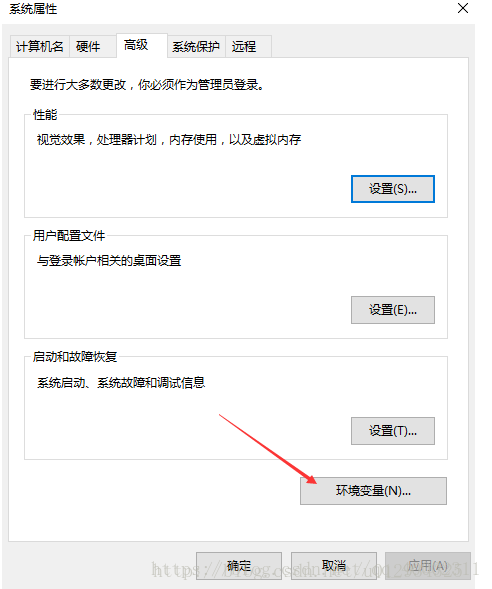 系统属性
计算机名 硬件 高级 系统保护 远程
要进行大多数更改，你必须作为管理员登录。
性能
视觉效果，处理器计划，内存使用，以及虚拟内存
设置(S)...
用户配置文件
与登录帐户相关的桌面设置
设置(E)...
启动和故障恢复
系统启动、系统故障和调试信息
设置(T)...
环境变量(N)...
确定 取消 应用(A)